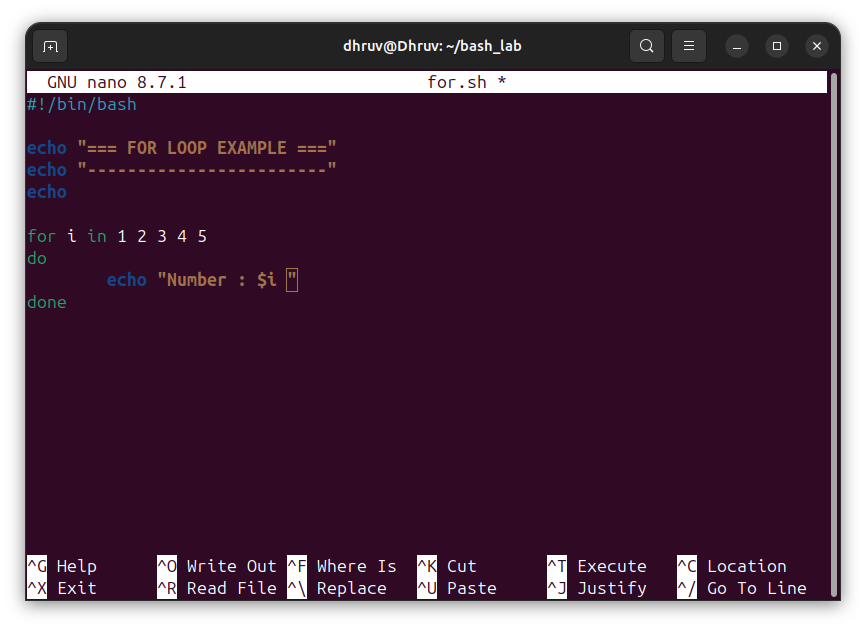 dhruv@Dhruv: ~/bash_lab
GNU nano 8.7.1 for.sh *
#!/bin/bash
echo "=== FOR LOOP EXAMPLE ==="
echo "------------------------"
echo
for i in 1 2 3 4 5
do
echo "Number : $i "
done
^G Help ^O Write Out ^F Where Is ^K Cut ^T Execute ^C Location
^X Exit ^R Read File ^\ Replace ^U Paste ^J Justify ^/ Go To Line